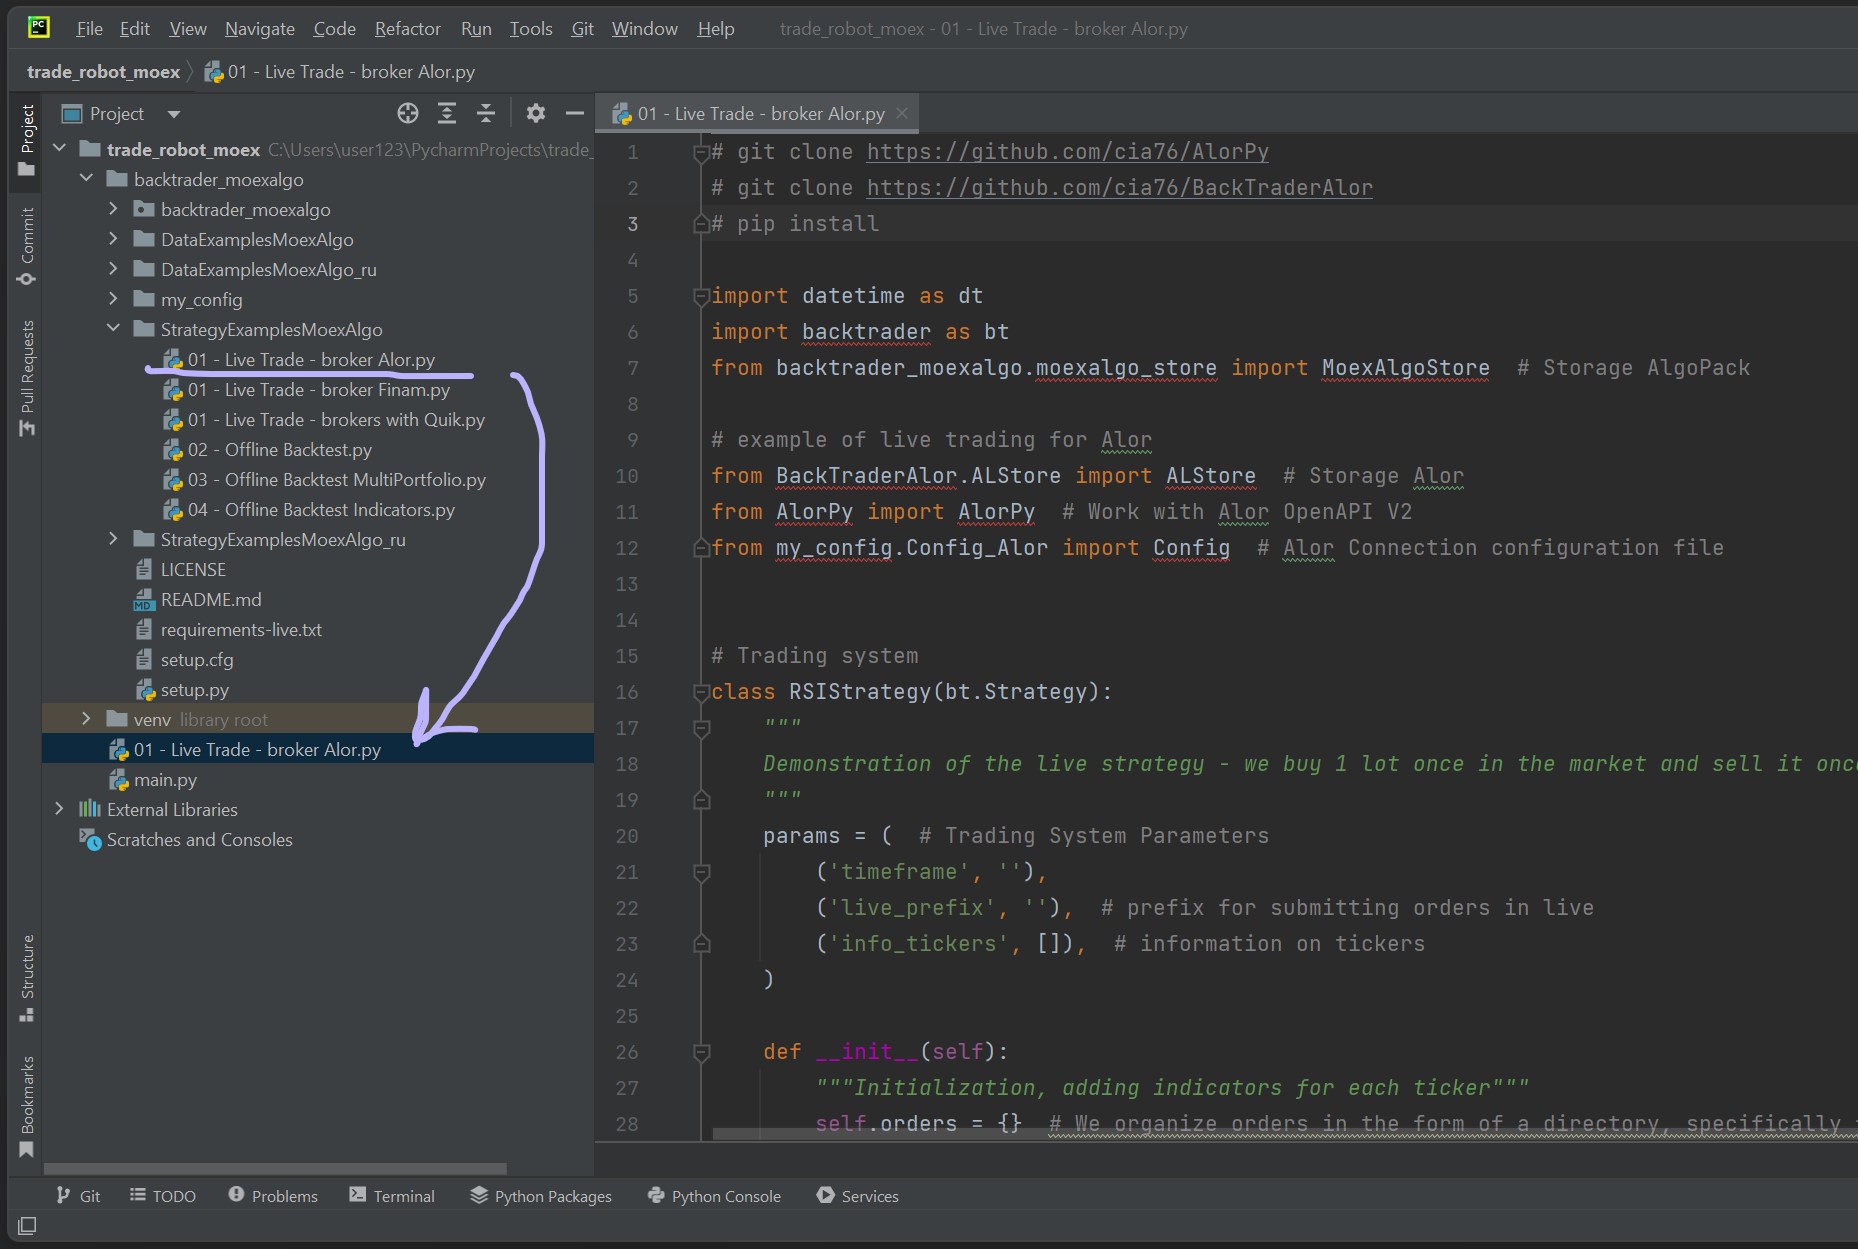 PC
File Edit View Navigate Code Refactor Run Tools Git Window Help trade_robot_moex - 01 - Live Trade - broker Alor.py
trade_robot_moex 01 - Live Trade - broker Alor.py
Project
Commit
Pull Requests
Structure
Bookmarks
Project
trade_robot_moex C:\Users\user123\PycharmProjects\trade_
backtrader_moexalgo
backtrader_moexalgo
DataExamplesMoexAlgo
DataExamplesMoexAlgo_ru
my_config
StrategyExamplesMoexAlgo
01 - Live Trade - broker Alor.py
01 - Live Trade - broker Finam.py
01 - Live Trade - brokers with Quik.py
02 - Offline Backtest.py
03 - Offline Backtest MultiPortfolio.py
04 - Offline Backtest Indicators.py
StrategyExamplesMoexAlgo_ru
LICENSE
MD README.md
requirements-live.txt
setup.cfg
setup.py
venv library root
01 - Live Trade - broker Alor.py
main.py
External Libraries
Scratches and Consoles
01 - Live Trade - broker Alor.py
1 # git clone https://github.com/cia76/AlorPy
2 # git clone https://github.com/cia76/BackTraderAlor
3 # pip install
4
5 import datetime as dt
6 import backtrader as bt
7 from backtrader_moexalgo.moexalgo_store import MoexAlgoStore # Storage AlgoPack
8
9 # example of live trading for Alor
10 from BackTraderAlor.ALStore import ALStore # Storage Alor
11 from AlorPy import AlorPy # Work with Alor OpenAPI V2
12 from my_config.Config_Alor import Config # Alor Connection configuration file
13
14
15 # Trading system
16 class RSIStrategy(bt.Strategy):
17 """
18 Demonstration of the live strategy - we buy 1 lot once in the market and sell it onc
19 """
20 params = ( # Trading System Parameters
21 ('timeframe', ''),
22 ('live_prefix', ''), # prefix for submitting orders in live
23 ('info_tickers', []), # information on tickers
24 )
25
26 def __init__(self):
27 """Initialization, adding indicators for each ticker"""
28 self.orders = {} # We organize orders in the form of a directory, specifically
Git TODO Problems Terminal Python Packages Python Console Services